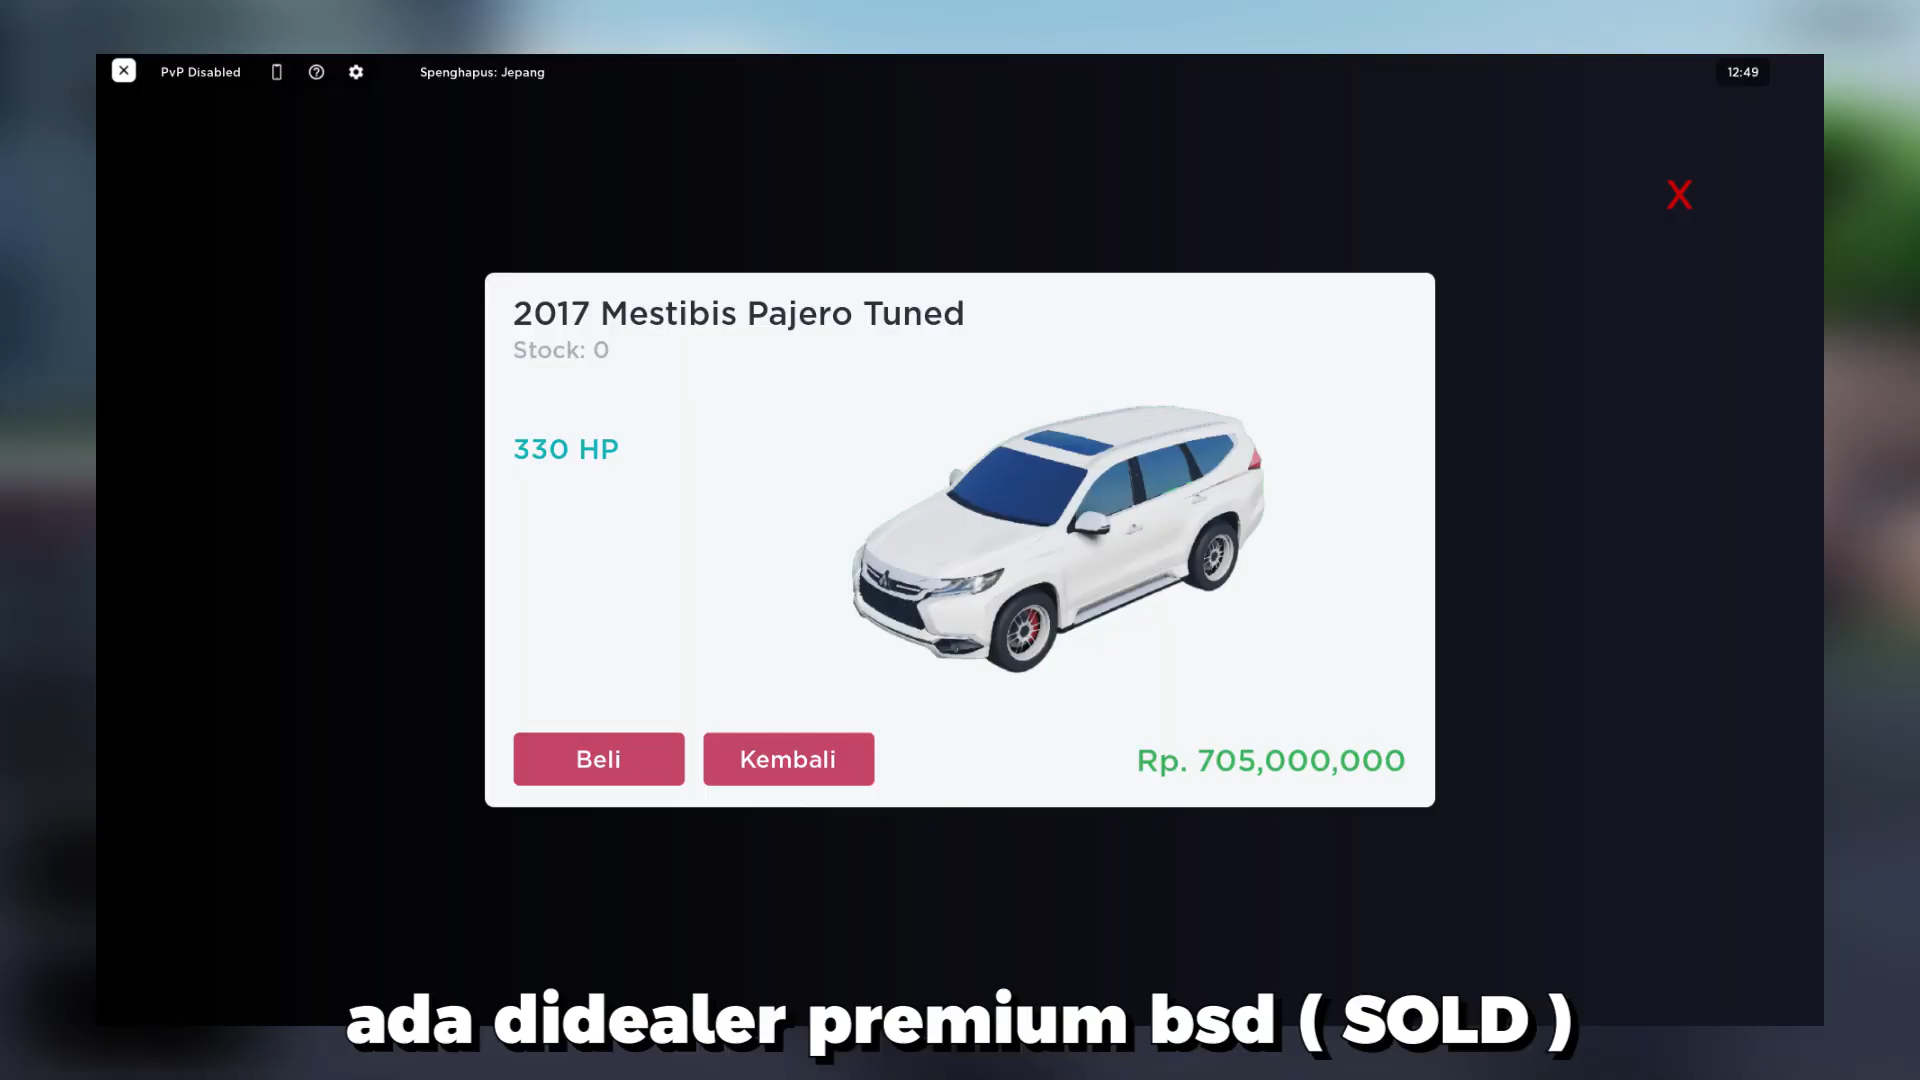 PvP Disabled
Spenghapus: Jepang
12:49
X
2017 Mestibis Pajero Tuned
Stock: 0
330 HP
Beli
Kembali
Rp. 705,000,000
ada didealer premium bsd ( SOLD )